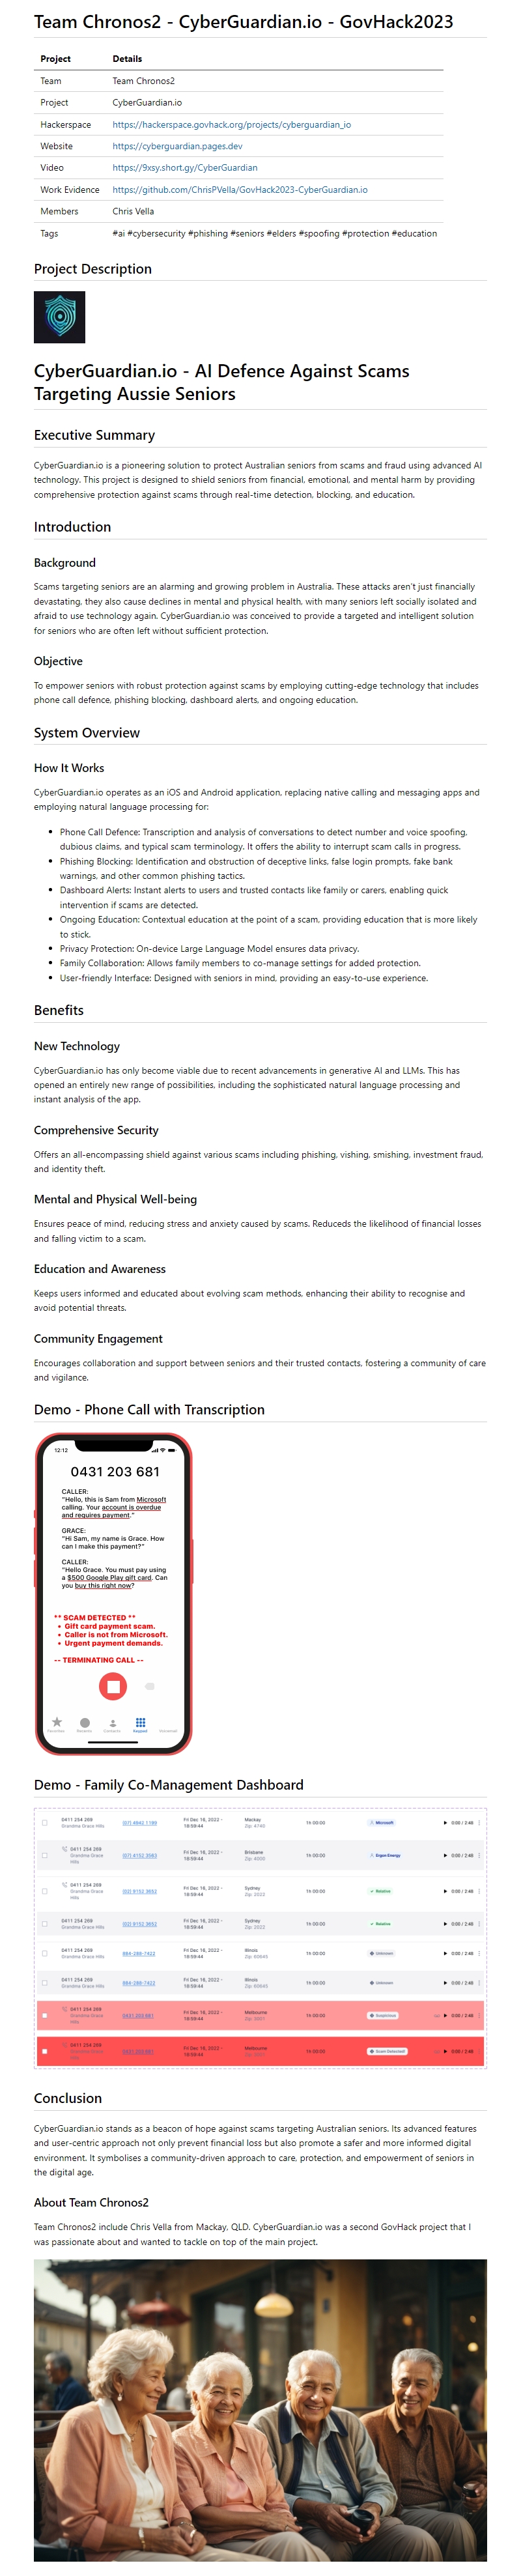 Team Chronos2 - CyberGuardian.io - GovHack2023
Project Details
Team Team Chronos2
Project CyberGuardian.io
Hackerspace https://hackerspace.govhack.org/projects/cyberguardian_io
Website https://cyberguardian.pages.dev
Video https://9xsy.short.gy/CyberGuardian
Work Evidence https://github.com/ChrisPVella/GovHack2023-CyberGuardian.io
Members Chris Vella
Tags #ai #cybersecurity #phishing #seniors #elders #spoofing #protection #education
Project Description
CyberGuardian.io - AI Defence Against Scams
Targeting Aussie Seniors
Executive Summary
CyberGuardian.io is a pioneering solution to protect Australian seniors from scams and fraud using advanced AI
technology. This project is designed to shield seniors from financial, emotional, and mental harm by providing
comprehensive protection against scams through real-time detection, blocking, and education.
Introduction
Background
Scams targeting seniors are an alarming and growing problem in Australia. These attacks aren't just financially
devastating, they also cause declines in mental and physical health, with many seniors left socially isolated and
afraid to use technology again. CyberGuardian.io was conceived to provide a targeted and intelligent solution
for seniors who are often left without sufficient protection.
Objective
To empower seniors with robust protection against scams by employing cutting-edge technology that includes
phone call defence, phishing blocking, dashboard alerts, and ongoing education.
System Overview
How It Works
CyberGuardian.io operates as an iOS and Android application, replacing native calling and messaging apps and
employing natural language processing for:
• Phone Call Defence: Transcription and analysis of conversations to detect number and voice spoofing,
dubious claims, and typical scam terminology. It offers the ability to interrupt scam calls in progress.
• Phishing Blocking: Identification and obstruction of deceptive links, false login prompts, fake bank
warnings, and other common phishing tactics.
• Dashboard Alerts: Instant alerts to users and trusted contacts like family or carers, enabling quick
intervention if scams are detected.
• Ongoing Education: Contextual education at the point of a scam, providing education that is more likely
to stick.
• Privacy Protection: On-device Large Language Model ensures data privacy.
• Family Collaboration: Allows family members to co-manage settings for added protection.
• User-friendly Interface: Designed with seniors in mind, providing an easy-to-use experience.
Benefits
New Technology
CyberGuardian.io has only become viable due to recent advancements in generative AI and LLMs. This has
opened an entirely new range of possibilities, including the sophisticated natural language processing and
instant analysis of the app.
Comprehensive Security
Offers an all-encompassing shield against various scams including phishing, vishing, smishing, investment fraud,
and identity theft.
Mental and Physical Well-being
Ensures peace of mind, reducing stress and anxiety caused by scams. Reduceds the likelihood of financial losses
and falling victim to a scam.
Education and Awareness
Keeps users informed and educated about evolving scam methods, enhancing their ability to recognise and
avoid potential threats.
Community Engagement
Encourages collaboration and support between seniors and their trusted contacts, fostering a community of care
and vigilance.
Demo - Phone Call with Transcription
12:12
0431 203 681
CALLER:
"Hello, this is Sam from Microsoft
calling. Your account is overdue
and requires payment."
GRACE:
"Hi Sam, my name is Grace. How
can I make this payment?"
CALLER:
"Hello Grace. You must pay using
a $500 Google Play gift card. Can
you buy this right now?
** SCAM DETECTED **
• Gift card payment scam.
• Caller is not from Microsoft.
• Urgent payment demands.
-- TERMINATING CALL --
Favorites Recents Contacts Keypad Voicemail
Demo - Family Co-Management Dashboard
0411 254 269 Fri Dec 16, 2022 - Mackay 1h 00:00 Microsoft 0:00 / 2:48
Grandma Grace Hills 18:59:44 Zip: 4740
0411 254 269 Fri Dec 16, 2022 - Brisbane 1h 00:00 Ergon Energy 0:00 / 2:48
Grandma Grace 18:59:44 Zip: 4000
Hills
0411 254 269 Fri Dec 16, 2022 - Sydney 1h 00:00 Relative 0:00 / 2:48
Grandma Grace 18:59:44 Zip: 2022
Hills
0411 254 269 Fri Dec 16, 2022 - Sydney 1h 00:00 Relative 0:00 / 2:48
Grandma Grace Hills 18:59:44 Zip: 2022
0411 254 269 884-288-7422 Fri Dec 16, 2022 - Illinois 1h 00:00 Unknown 0:00 / 2:48
Grandma Grace Hills 18:59:44
0411 254 269 884-288-7422 Fri Dec 16, 2022 - Illinois 1h 00:00 Unknown 0:00 / 2:48
Grandma Grace Hills 18:59:44
0411 254 269 0431 203 681 Fri Dec 16, 2022 - Melbourne 1h 00:00 Suspicious 0:00 / 2:48
Grandma Grace 18:59:44
Hills
0411 254 269 0431 203 681 Fri Dec 16, 2022 - Melbourne 1h 00:00 Scam Detected! 0:00 / 2:48
Grandma Grace 18:59:44
Hills
Conclusion
CyberGuardian.io stands as a beacon of hope against scams targeting Australian seniors. Its advanced features
and user-centric approach not only prevent financial loss but also promote a safer and more informed digital
environment. It symbolises a community-driven approach to care, protection, and empowerment of seniors in
the digital age.
About Team Chronos2
Team Chronos2 include Chris Vella from Mackay, QLD. CyberGuardian.io was a second GovHack project that I
was passionate about and wanted to tackle on top of the main project.